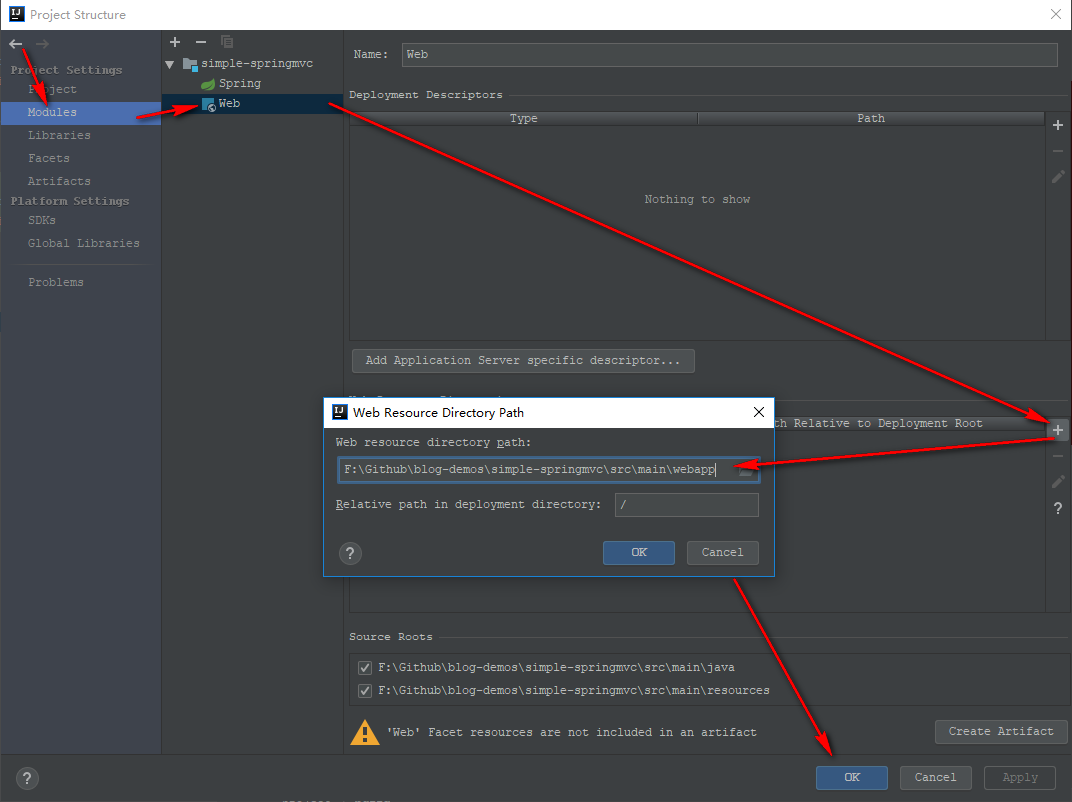 Project Structure
Project Settings
Project
Modules
Libraries
Facets
Artifacts
Platform Settings
SDKs
Global Libraries
Problems
simple-springmvc
Spring
Web
Name: Web
Deployment Descriptors
Type Path
Nothing to show
Add Application Server specific descriptor...
Relative to Deployment Root
Web Resource Directory Path
Web resource directory path:
F:\Github\blog-demos\simple-springmvc\src\main\webapp
Relative path in deployment directory: /
? OK Cancel
?
Source Roots
F:\Github\blog-demos\simple-springmvc\src\main\java
F:\Github\blog-demos\simple-springmvc\src\main\resources
'Web' Facet resources are not included in an artifact
Create Artifact
? OK Cancel Apply